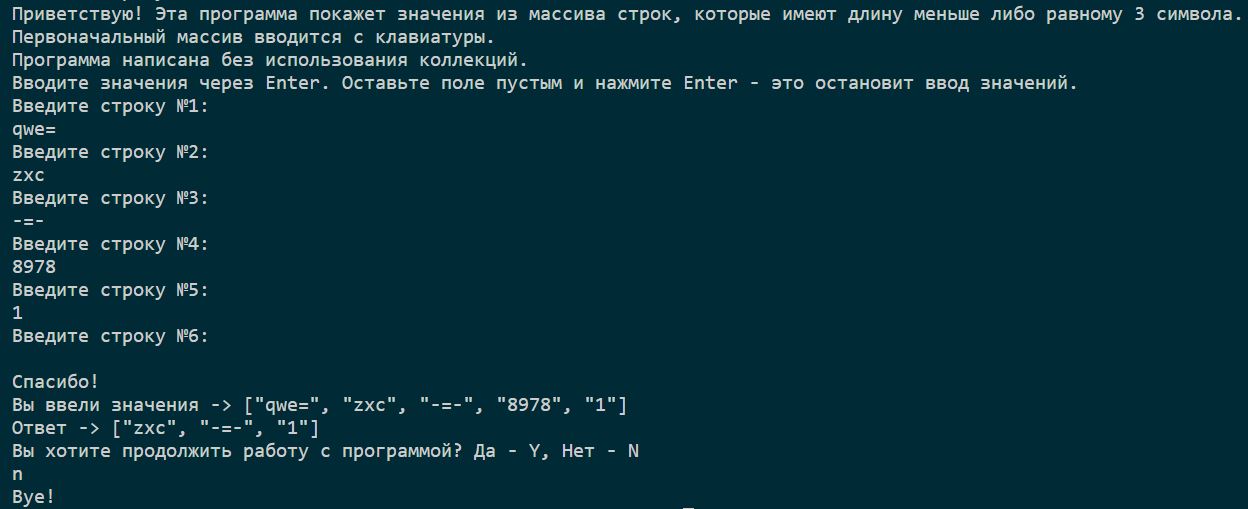 Приветствую! Эта программа покажет значения из массива строк, которые имеют длину меньше либо равному 3 символа.
Первоначальный массив вводится с клавиатуры.
Программа написана без использования коллекций.
Вводите значения через Enter. Оставьте поле пустым и нажмите Enter - это остановит ввод значений.
Введите строку №1:
qwe=
Введите строку №2:
zxc
Введите строку №3:
-=-
Введите строку №4:
8978
Введите строку №5:
1
Введите строку №6:
Спасибо!
Вы ввели значения -> ["qwe=", "zxc", "-=-", "8978", "1"]
Ответ -> ["zxc", "-=-", "1"]
Вы хотите продолжить работу с программой? Да - Y, Нет - N
n
Bye!